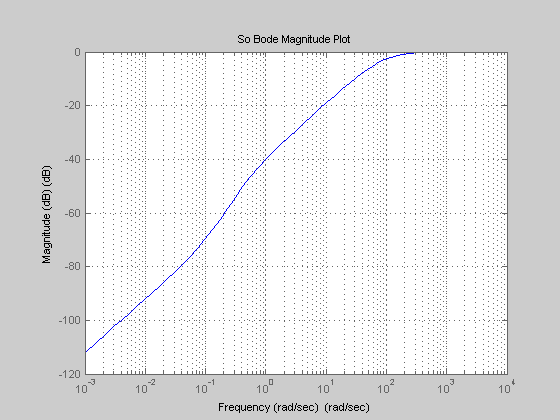 So Bode Magnitude Plot
0
-20
-40
-60
-80
-100
-120
Magnitude (dB) (dB)
10^-3 10^-2 10^-1 10^0 10^1 10^2 10^3 10^4
Frequency (rad/sec) (rad/sec)